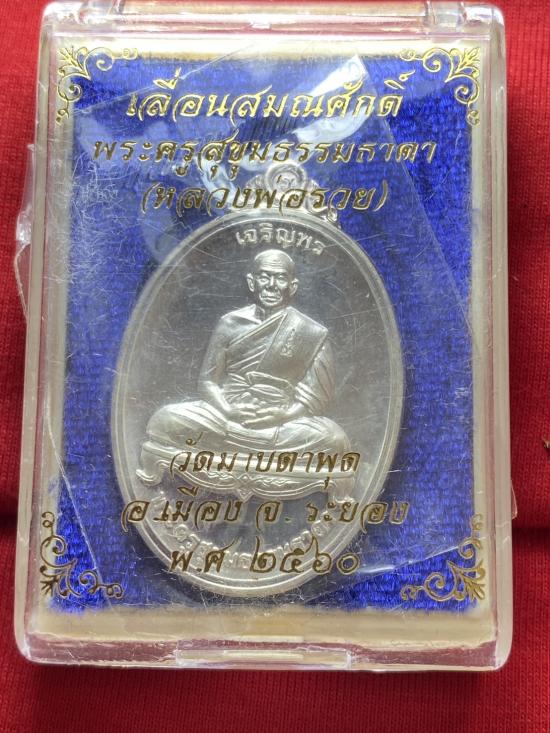 เลื่อนสมณศักดิ์
พระครูสุขุมธรรมธาดา
(หลวงพ่อรวย)
เจริญพร
วัดมาบตาพุด
อ.เมือง จ.ระยอง
พ.ศ ๒๕๖๐